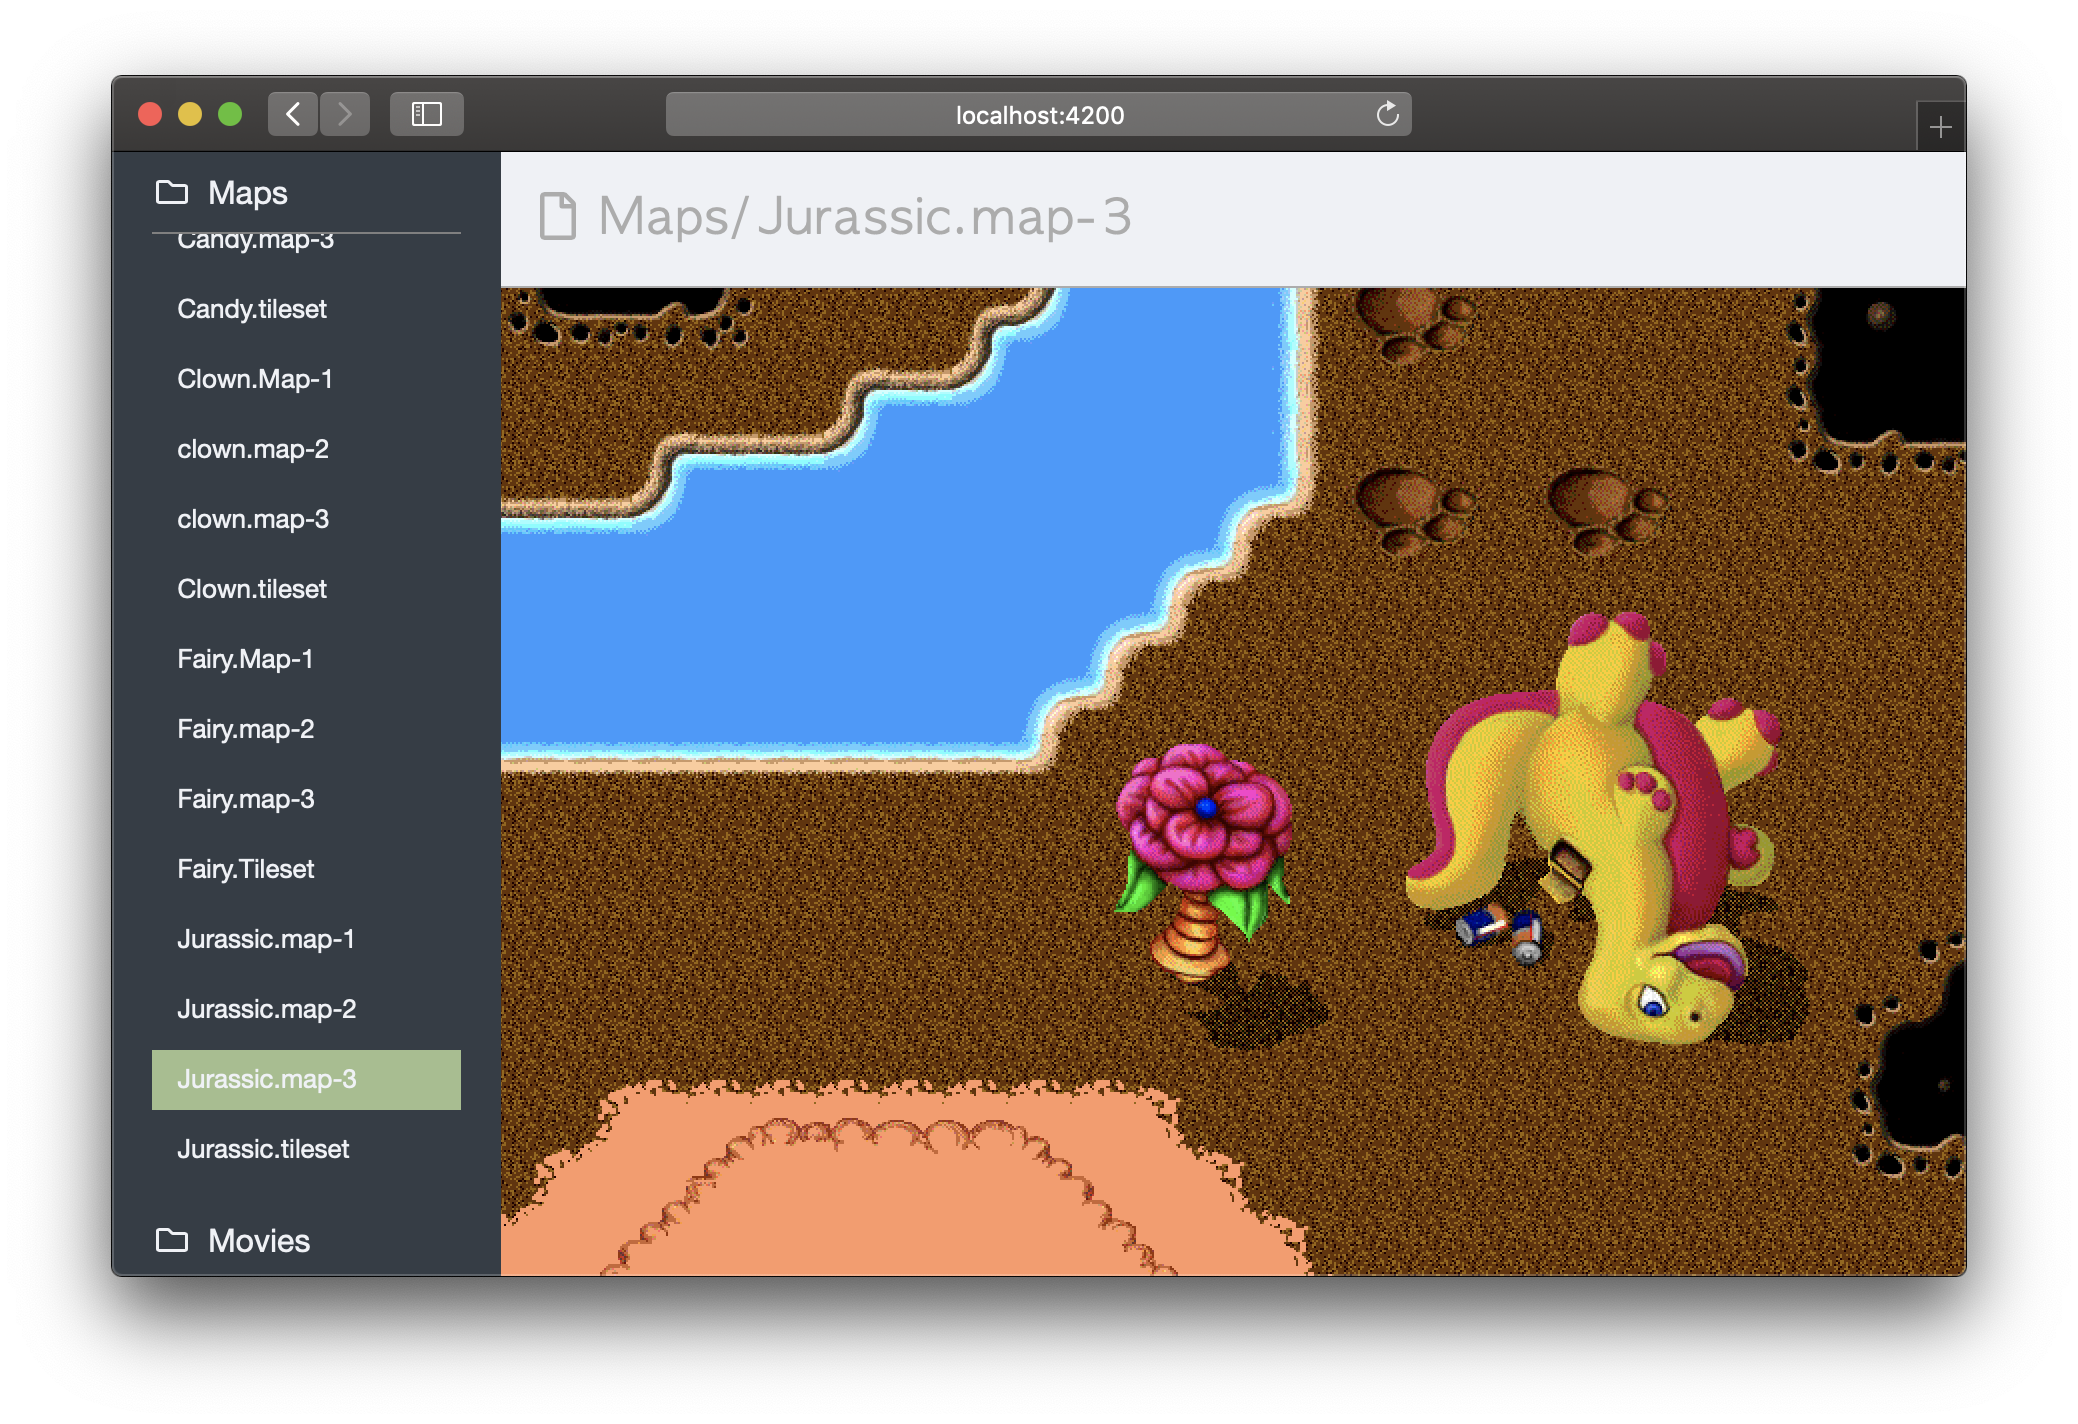 localhost:4200
Maps
Candy.map-3
Candy.tileset
Clown.Map-1
clown.map-2
clown.map-3
Clown.tileset
Fairy.Map-1
Fairy.map-2
Fairy.map-3
Fairy.Tileset
Jurassic.map-1
Jurassic.map-2
Jurassic.map-3
Jurassic.tileset
Movies
Maps/Jurassic.map-3